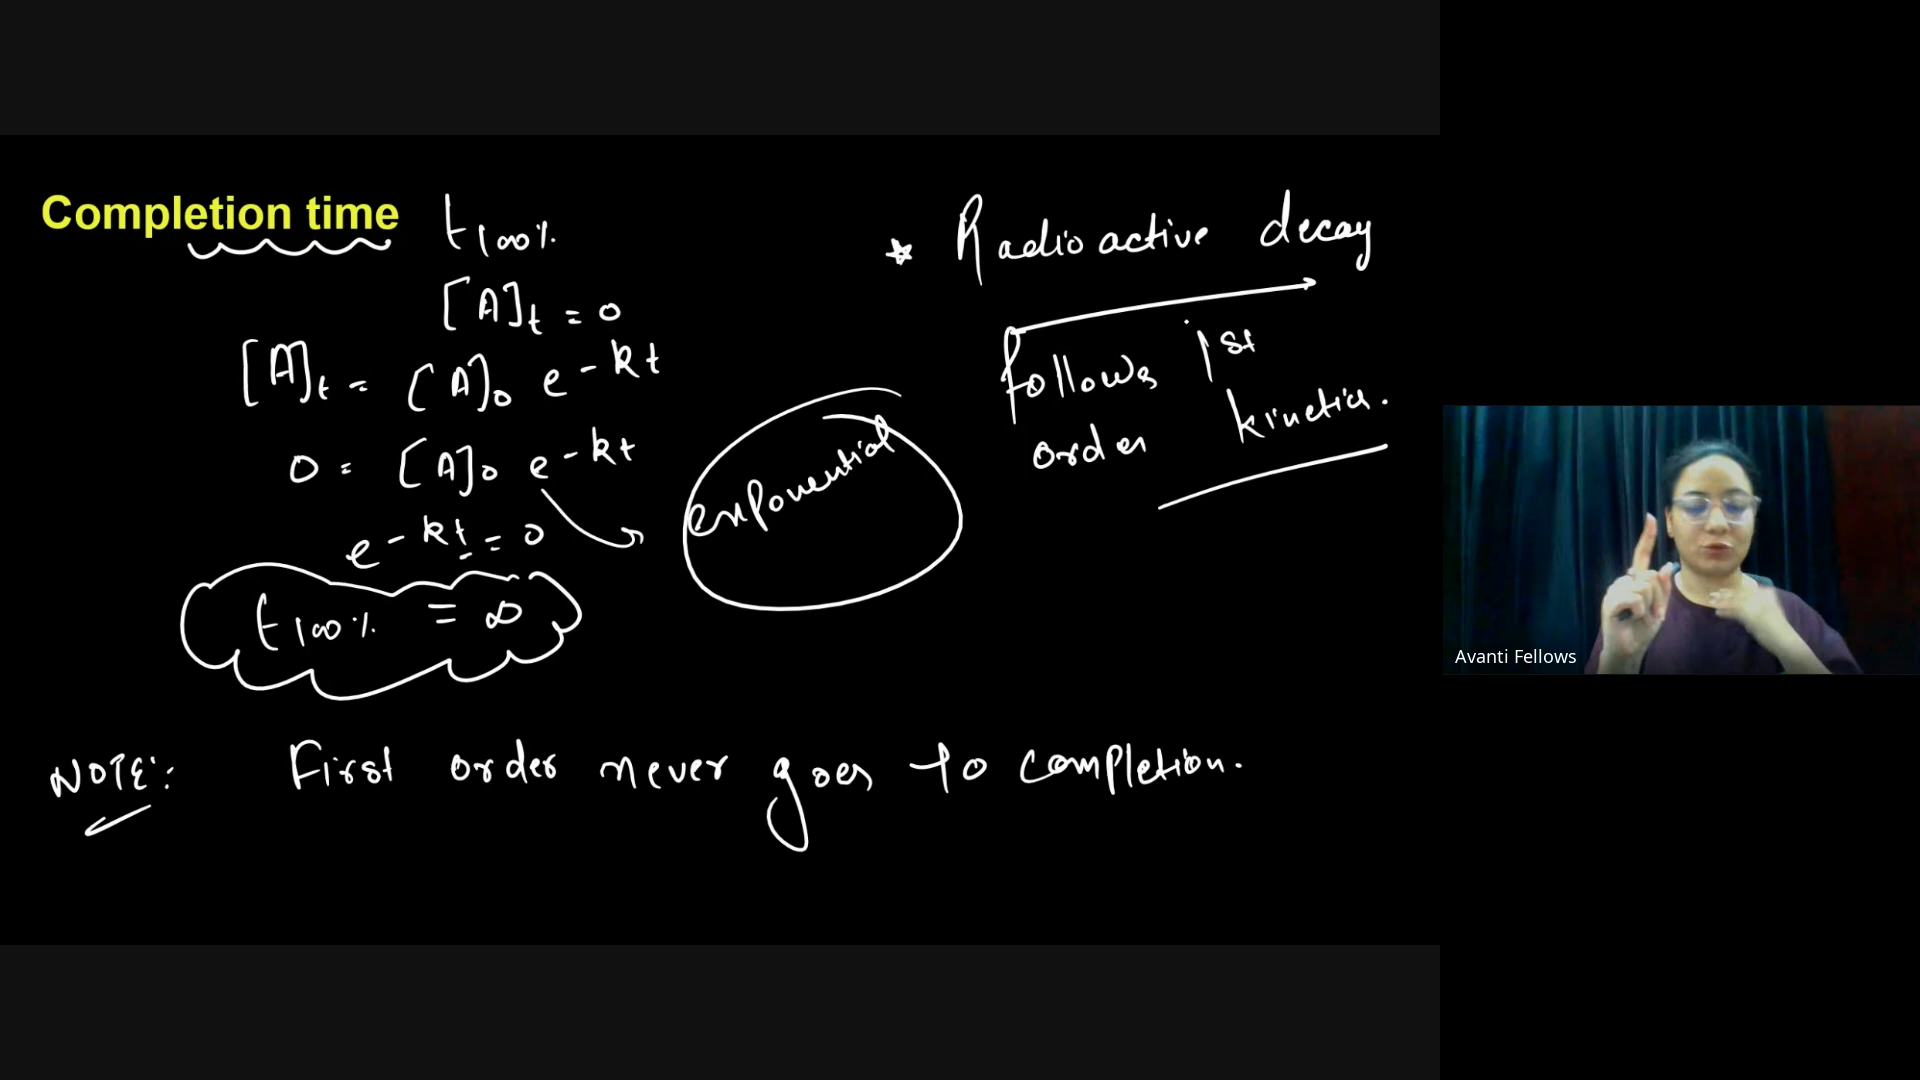 Completion time t100%
[A]t = 0
[A]t = [A]0 e-kt
0 = [A]0 e-kt
e-kt = 0
t100% = ∞
exponential
* Radioactive decay
follows 1st
order kinetics.
NOTE: First order never goes to completion.
Avanti Fellows